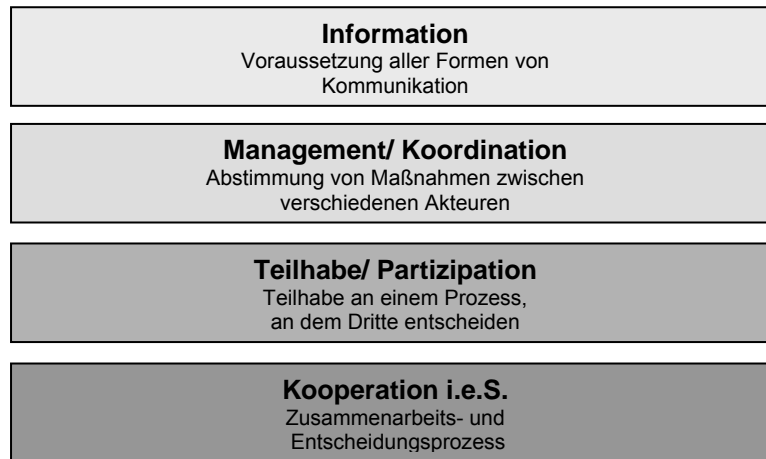 Information
Voraussetzung aller Formen von
Kommunikation
Management/ Koordination
Abstimmung von Maßnahmen zwischen
verschiedenen Akteuren
Teilhabe/ Partizipation
Teilhabe an einem Prozess,
an dem Dritte entscheiden
Kooperation i.e.S.
Zusammenarbeits- und
Entscheidungsprozess